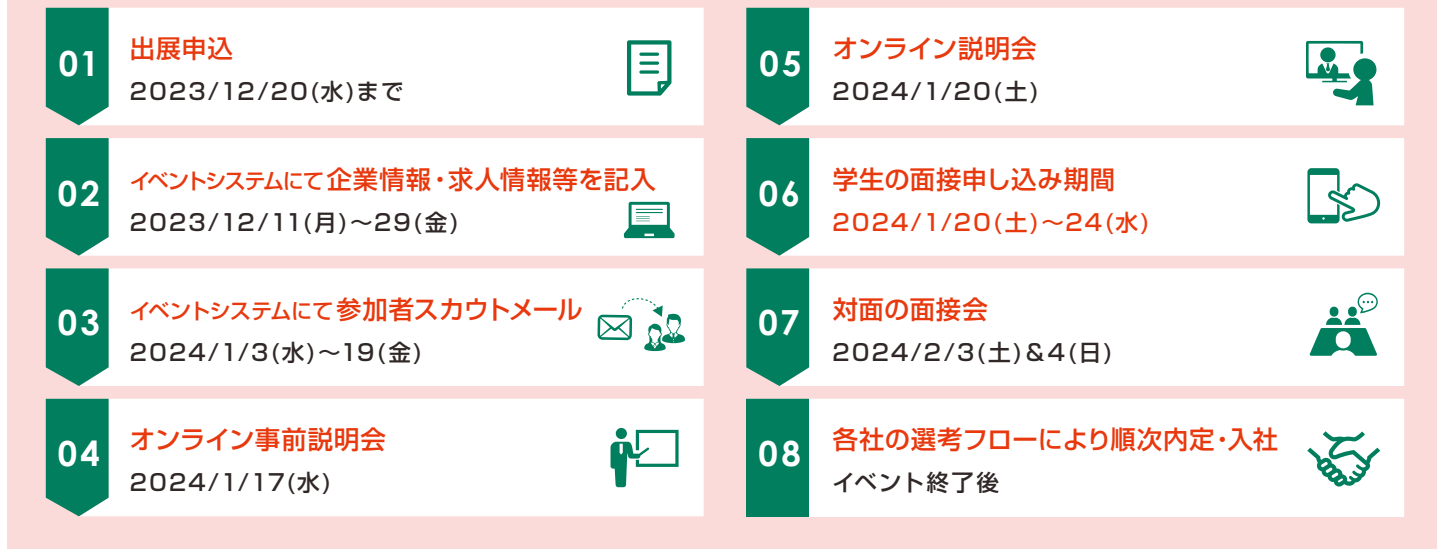 01
出展申込
2023/12/20(水)まで
02
イベントシステムにて企業情報・求人情報等を記入
2023/12/11(月)～29(金)
03
イベントシステムにて参加者スカウトメール
2024/1/3(水)～19(金)
04
オンライン事前説明会
2024/1/17(水)
05
オンライン説明会
2024/1/20(土)
06
学生の面接申し込み期間
2024/1/20(土)～24(水)
07
対面の面接会
2024/2/3(土)&4(日)
08
各社の選考フローにより順次内定・入社
イベント終了後